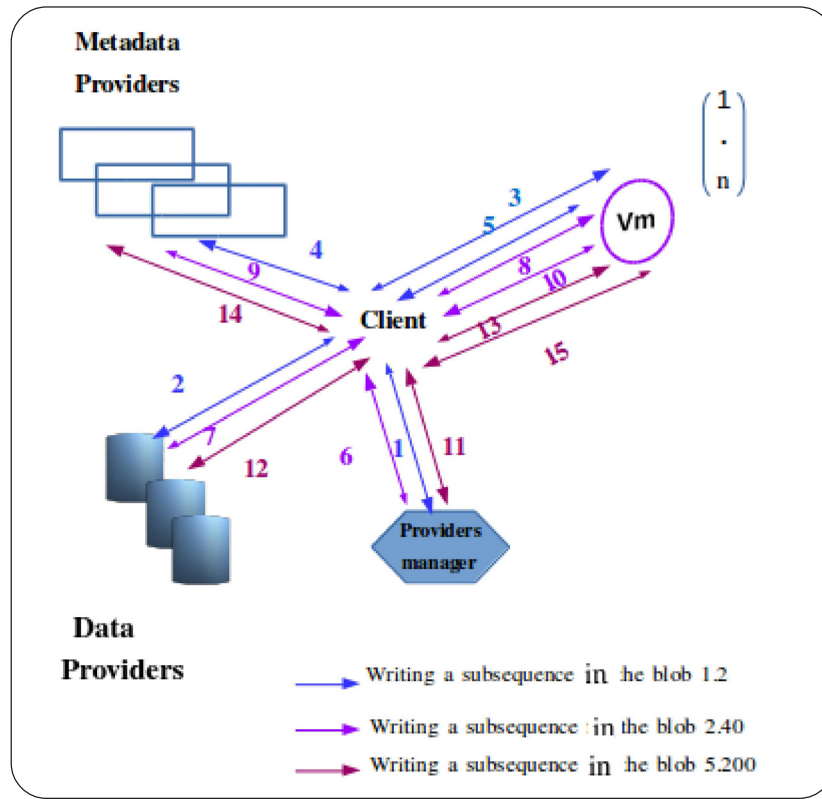 Metadata
Providers
1
.
n
3
Vm
5
4
9
8
10
14
Client
13
15
2
7
12
6
1
11
Providers
manager
Data
Providers
Writing a subsequence in the blob 1.2
Writing a subsequence in the blob 2.40
Writing a subsequence in the blob 5.200